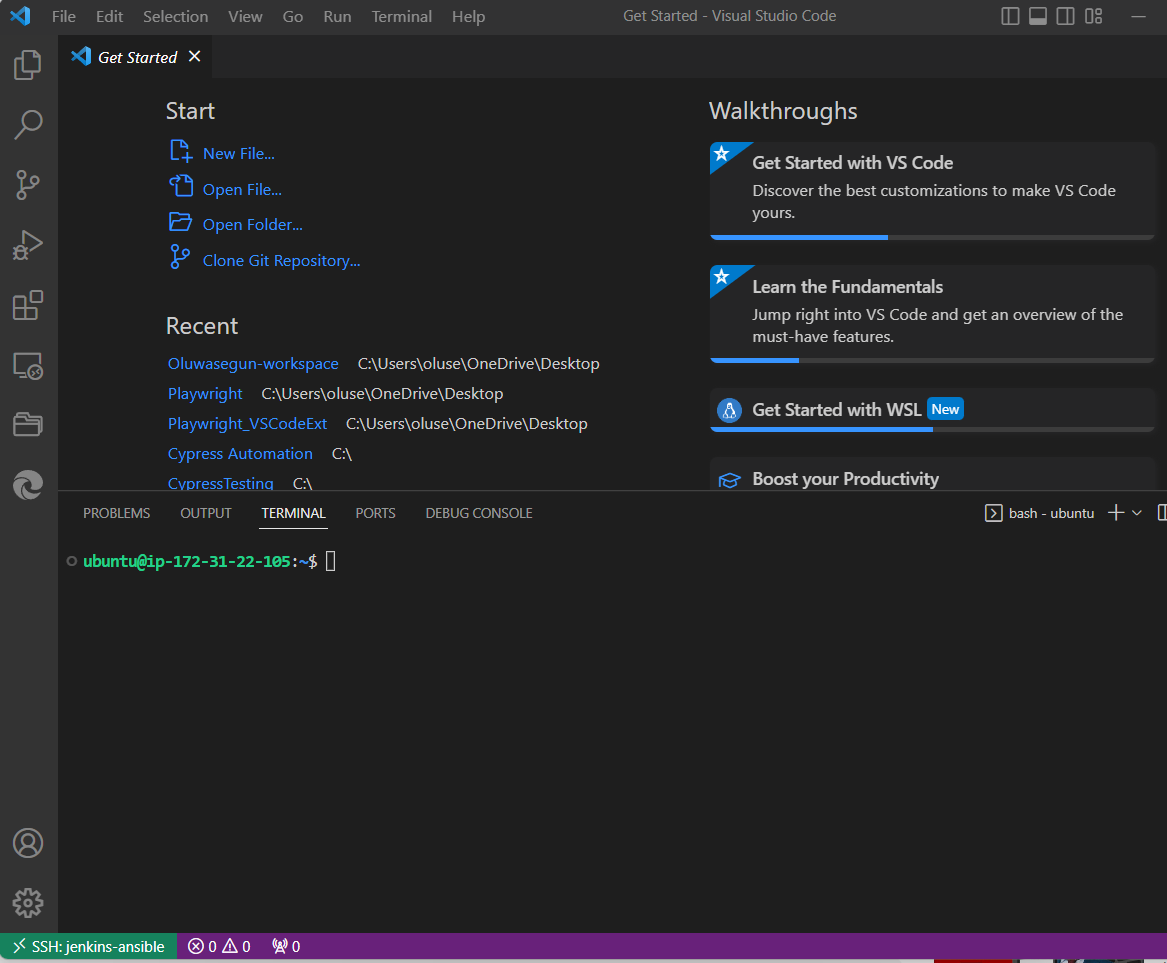 File Edit Selection View Go Run Terminal Help Get Started - Visual Studio Code
Get Started
Start
New File...
Open File...
Open Folder...
Clone Git Repository...
Recent
Oluwasegun-workspace C:\Users\oluse\OneDrive\Desktop
Playwright C:\Users\oluse\OneDrive\Desktop
Playwright_VSCodeExt C:\Users\oluse\OneDrive\Desktop
Cypress Automation C:\
CypressTesting C:\
Walkthroughs
Get Started with VS Code
Discover the best customizations to make VS Code
yours.
Learn the Fundamentals
Jump right into VS Code and get an overview of the
must-have features.
Get Started with WSL New
Boost your Productivity
PROBLEMS OUTPUT TERMINAL PORTS DEBUG CONSOLE bash - ubuntu
ubuntu@ip-172-31-22-105:~$
SSH: jenkins-ansible 0 0 0